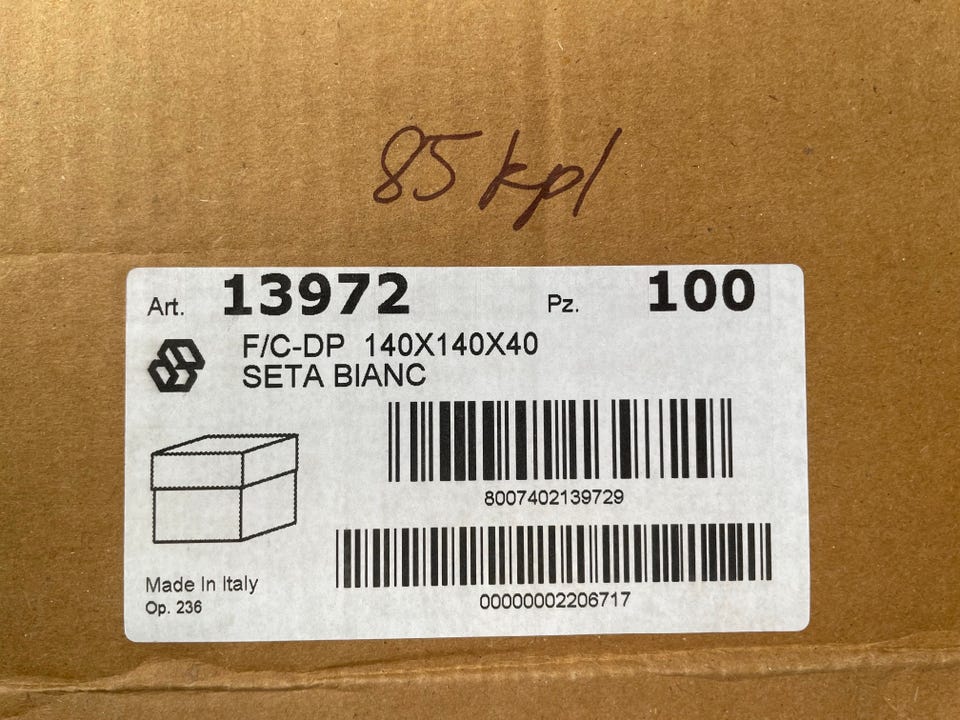 85 kpl
Art. 13972 Pz. 100
F/C-DP 140X140X40
SETA BIANC
8007402139729
00000002206717
Made In Italy
Op. 236